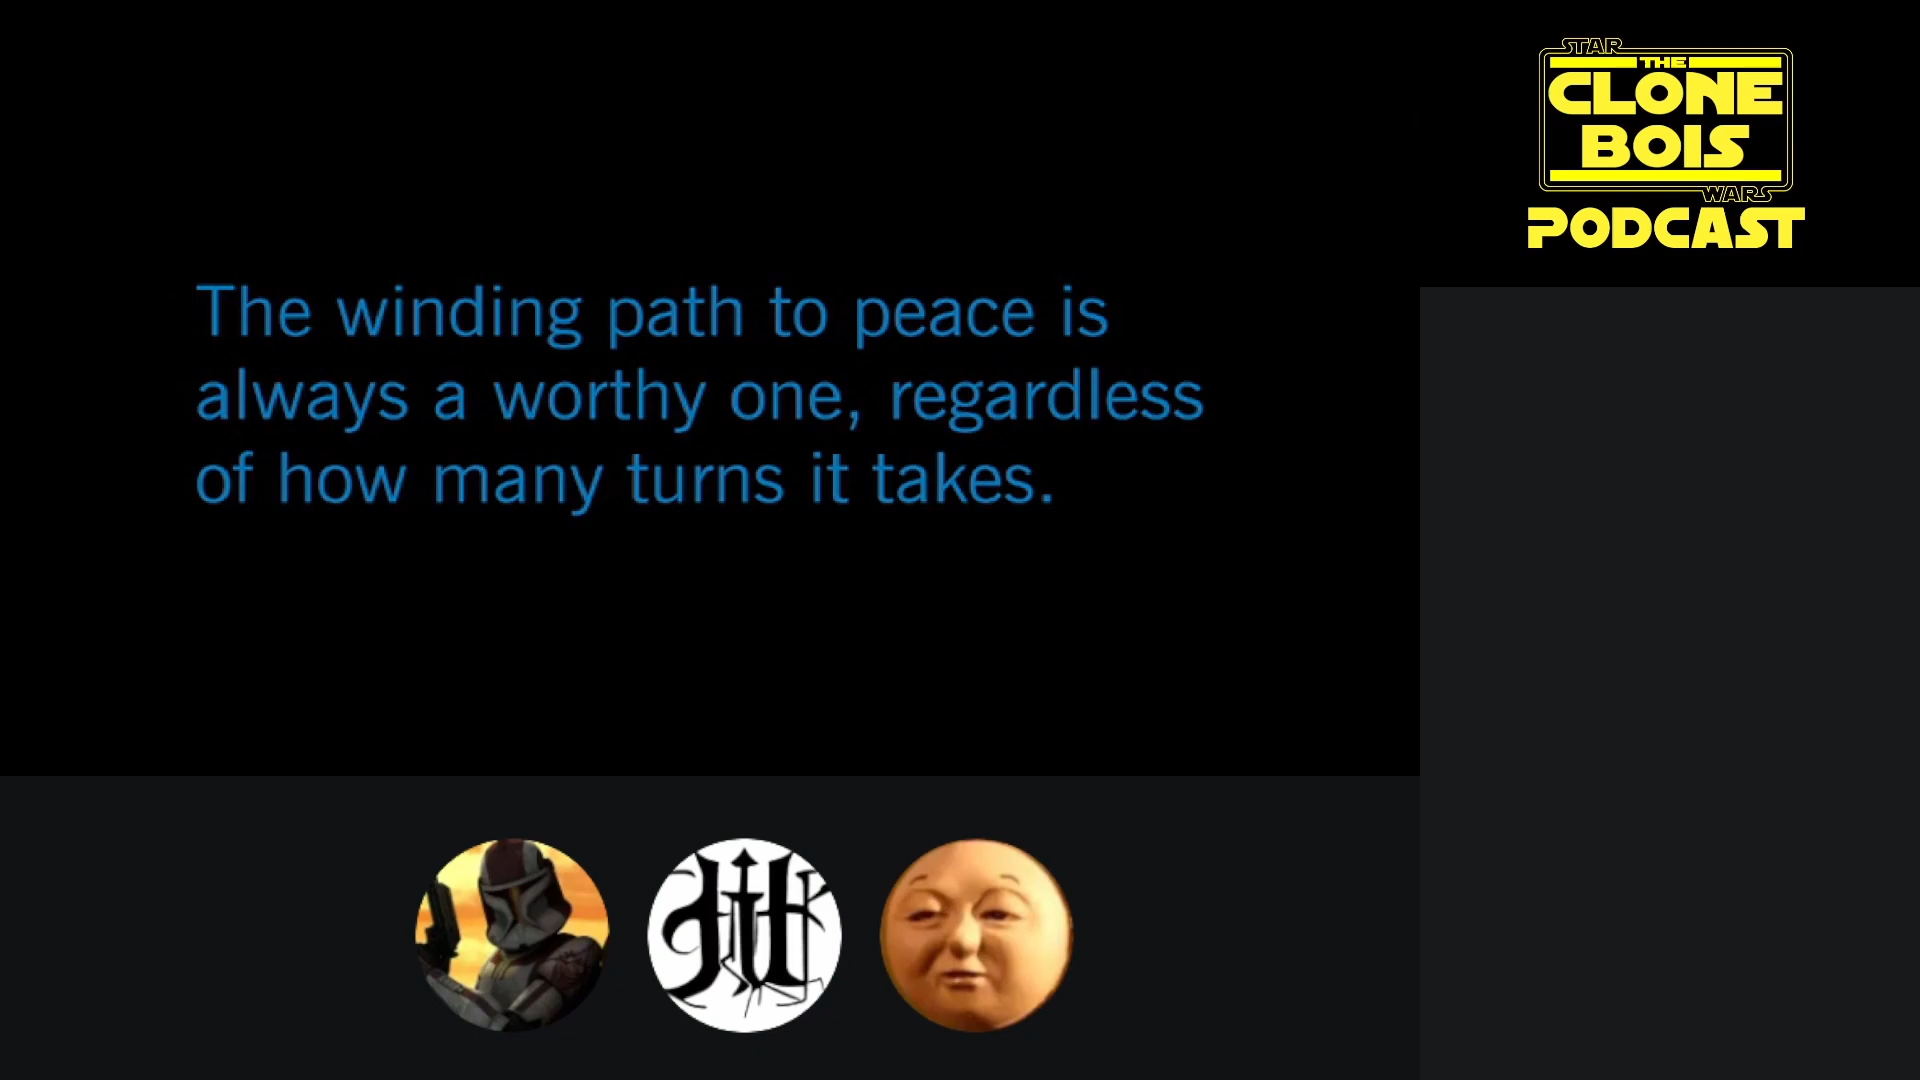 STAR
THE
CLONE
BOIS
WARS
PODCAST
The winding path to peace is
always a worthy one, regardless
of how many turns it takes.